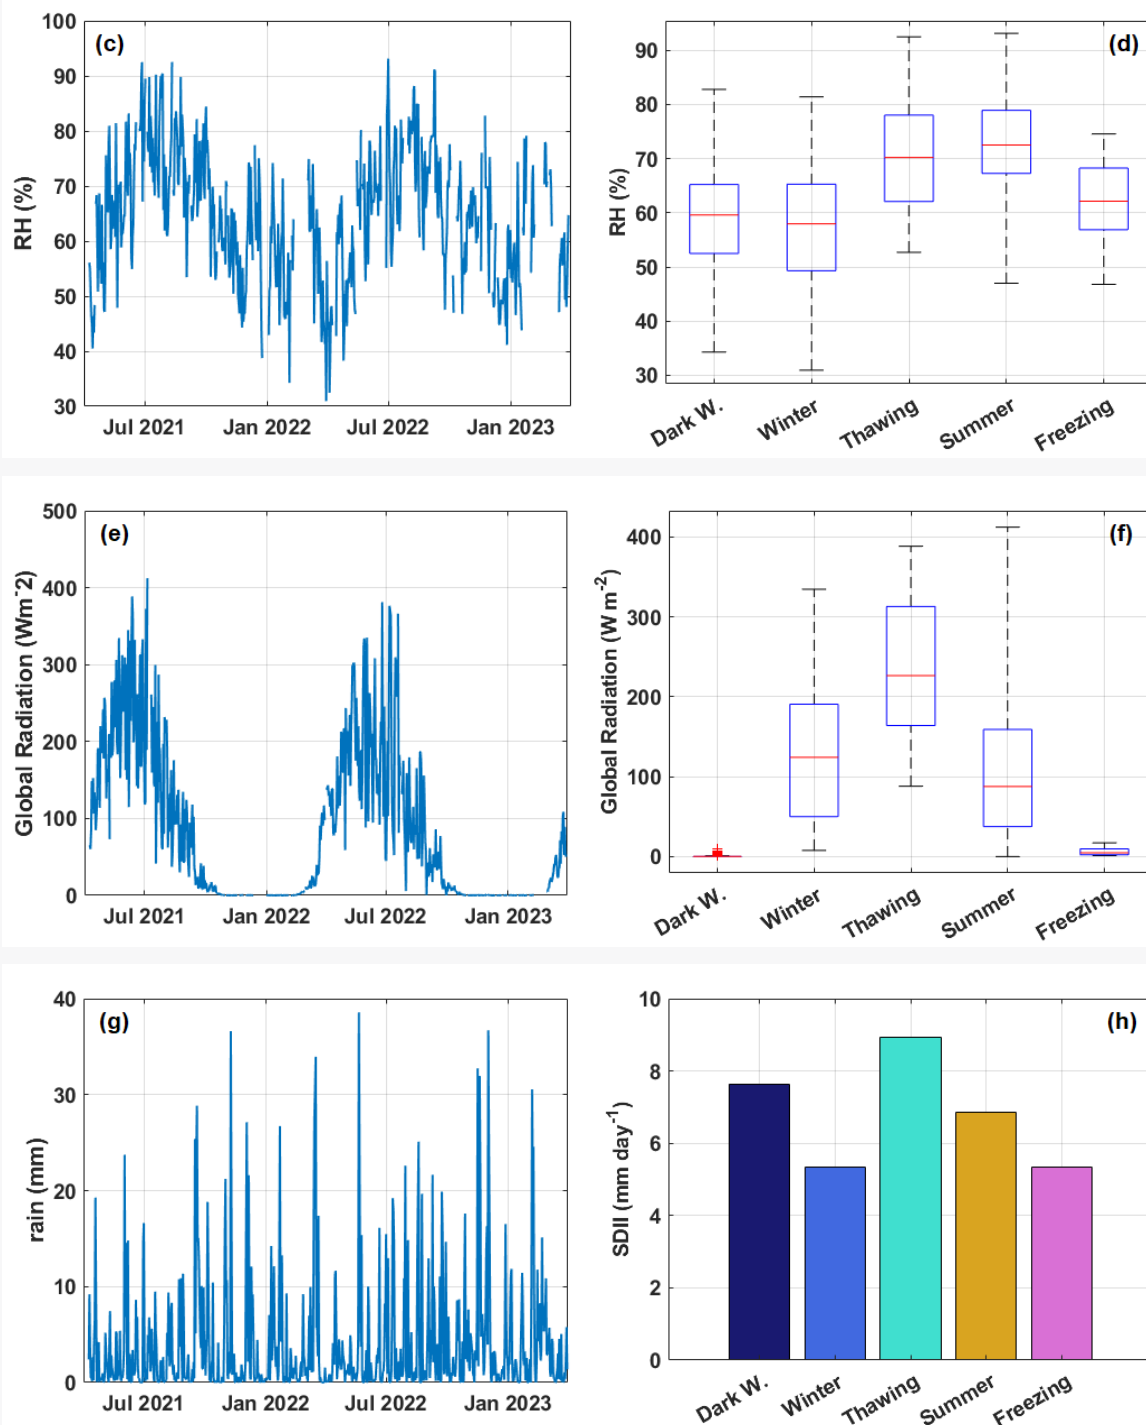 (c)
RH (%)
100
90
80
70
60
50
40
30
Jul 2021 Jan 2022 Jul 2022 Jan 2023
(d)
RH (%)
90
80
70
60
50
40
30
Dark W. Winter Thawing Summer Freezing
(e)
Global Radiation (Wm-2)
500
400
300
200
100
0
Jul 2021 Jan 2022 Jul 2022 Jan 2023
(f)
Global Radiation (W m-2)
400
300
200
100
0
Dark W. Winter Thawing Summer Freezing
(g)
rain (mm)
40
30
20
10
0
Jul 2021 Jan 2022 Jul 2022 Jan 2023
(h)
SDII (mm day-1)
10
8
6
4
2
0
Dark W. Winter Thawing Summer Freezing